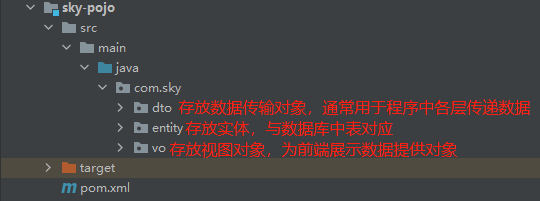 sky-pojo
src
main
java
com.sky
dto 存放数据传输对象，通常用于程序中各层传递数据
entity 存放实体，与数据库中表对应
vo 存放视图对象，为前端展示数据提供对象
target
pom.xml